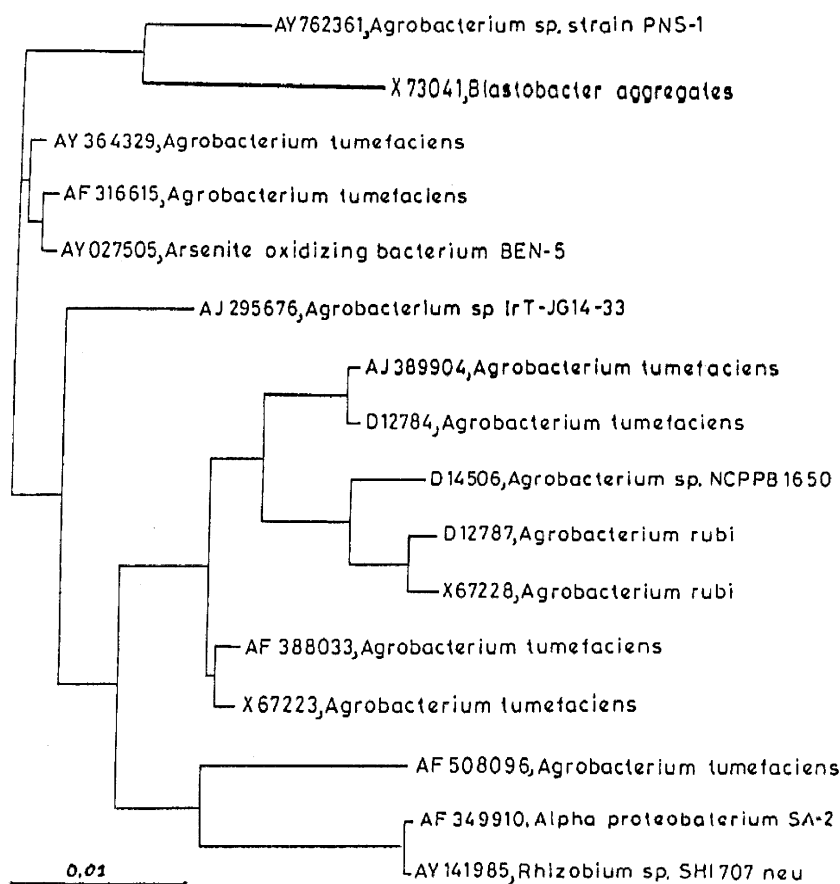 AY762361,Agrobacterium sp. strain PNS-1
X73041,Blastobacter aggregates
AY364329,Agrobacterium tumefaciens
AF316615,Agrobacterium tumefaciens
AY027505,Arsenite oxidizing bacterium BEN-5
AJ295676,Agrobacterium sp IrT-JG14-33
AJ389904,Agrobacterium tumefaciens
D12784,Agrobacterium tumefaciens
D14506,Agrobacterium sp. NCPPB1650
D12787,Agrobacterium rubi
X67228,Agrobacterium rubi
AF388033,Agrobacterium tumefaciens
X67223,Agrobacterium tumefaciens
AF508096,Agrobacterium tumefaciens
AF349910.Alpha proteobaterium SA-2
AY141985,Rhizobium sp. SHI707 neu
0,01